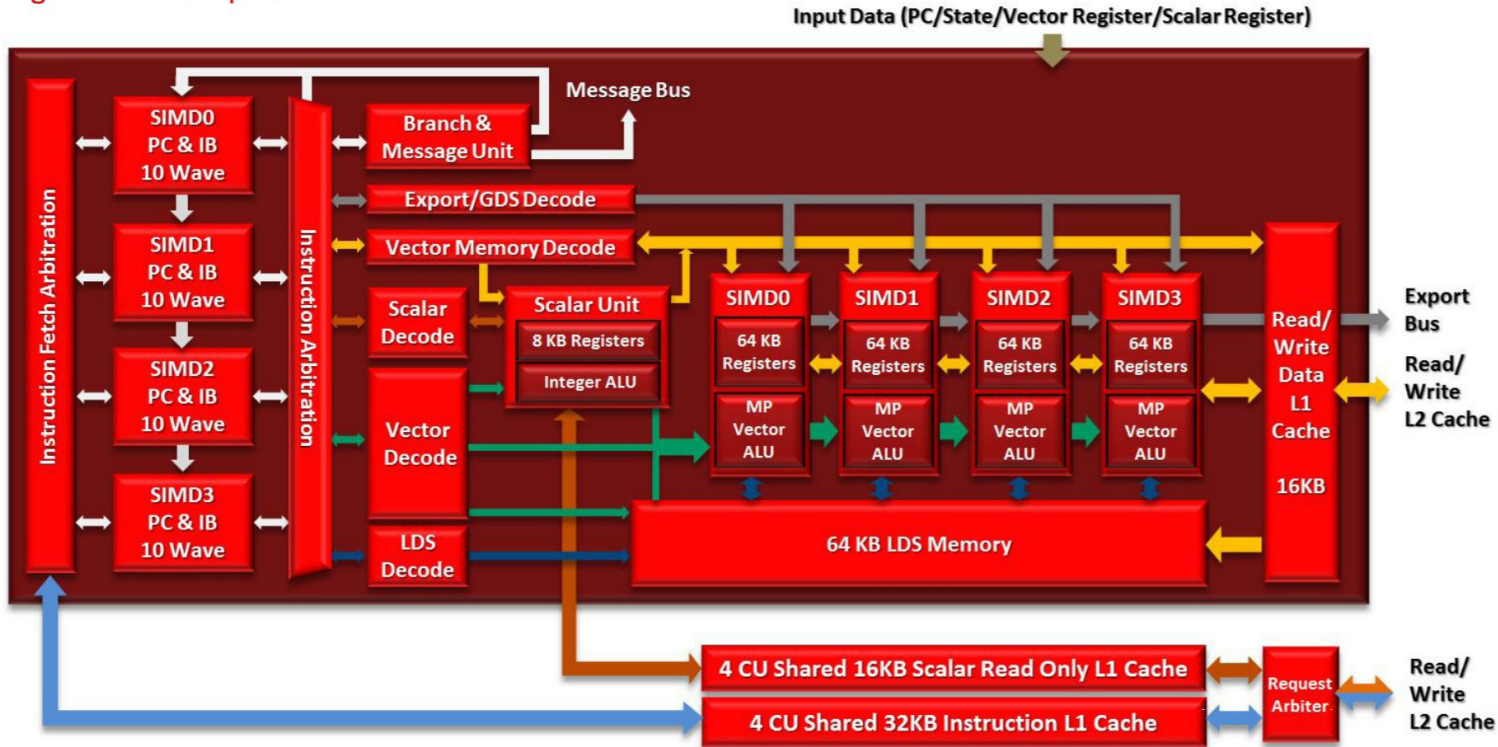 Input Data (PC/State/Vector Register/Scalar Register)
Instruction Fetch Arbitration
SIMD0
PC & IB
10 Wave
SIMD1
PC & IB
10 Wave
SIMD2
PC & IB
10 Wave
SIMD3
PC & IB
10 Wave
Instruction Arbitration
Branch &
Message Unit
Message Bus
Export/GDS Decode
Vector Memory Decode
Scalar
Decode
Vector
Decode
LDS
Decode
Scalar Unit
8 KB Registers
Integer ALU
SIMD0
64 KB
Registers
MP
Vector
ALU
SIMD1
64 KB
Registers
MP
Vector
ALU
SIMD2
64 KB
Registers
MP
Vector
ALU
SIMD3
64 KB
Registers
MP
Vector
ALU
64 KB LDS Memory
Read/
Write
Data
L1
Cache
16KB
Export
Bus
Read/
Write
L2 Cache
4 CU Shared 16KB Scalar Read Only L1 Cache
4 CU Shared 32KB Instruction L1 Cache
Request
Arbiter
Read/
Write
L2 Cache